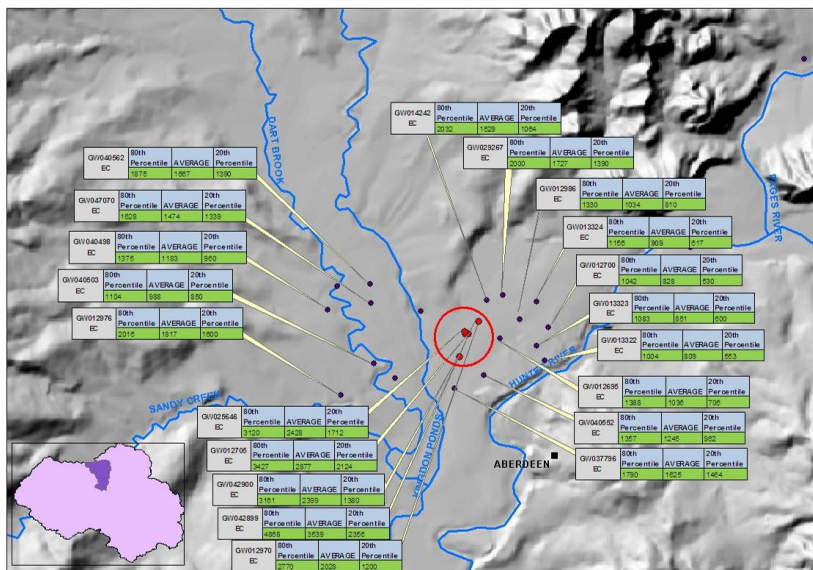 GW014242 EC 80th Percentile AVERAGE 20th Percentile 2032 1629 1064
GW029267 EC 80th Percentile AVERAGE 20th Percentile 2000 1727 1390
GW040562 EC 80th Percentile AVERAGE 20th Percentile 1875 1667 1380
GW012986 EC 80th Percentile AVERAGE 20th Percentile 1330 1034 810
GW047070 EC 80th Percentile AVERAGE 20th Percentile 1628 1474 1339
GW013324 EC 80th Percentile AVERAGE 20th Percentile 1156 909 617
GW040498 EC 80th Percentile AVERAGE 20th Percentile 1375 1183 960
GW012700 EC 80th Percentile AVERAGE 20th Percentile 1042 828 530
GW040503 EC 80th Percentile AVERAGE 20th Percentile 1104 988 850
GW013323 EC 80th Percentile AVERAGE 20th Percentile 1083 851 600
GW012976 EC 80th Percentile AVERAGE 20th Percentile 2016 1817 1600
GW013322 EC 80th Percentile AVERAGE 20th Percentile 1004 809 553
GW012695 EC 80th Percentile AVERAGE 20th Percentile 1388 1036 706
GW025646 EC 80th Percentile AVERAGE 20th Percentile 3120 2428 1712
GW040552 EC 80th Percentile AVERAGE 20th Percentile 1357 1245 962
GW012705 EC 80th Percentile AVERAGE 20th Percentile 3427 2877 2124
GW037796 EC 80th Percentile AVERAGE 20th Percentile 1790 1625 1464
GW042900 EC 80th Percentile AVERAGE 20th Percentile 3151 2399 1380
GW042899 EC 80th Percentile AVERAGE 20th Percentile 4868 3539 2356
GW012970 EC 80th Percentile AVERAGE 20th Percentile 2770 2028 1200
DART BROOK
PAGES RIVER
HUNTER RIVER
SANDY CREEK
PONDS
ABERDEEN